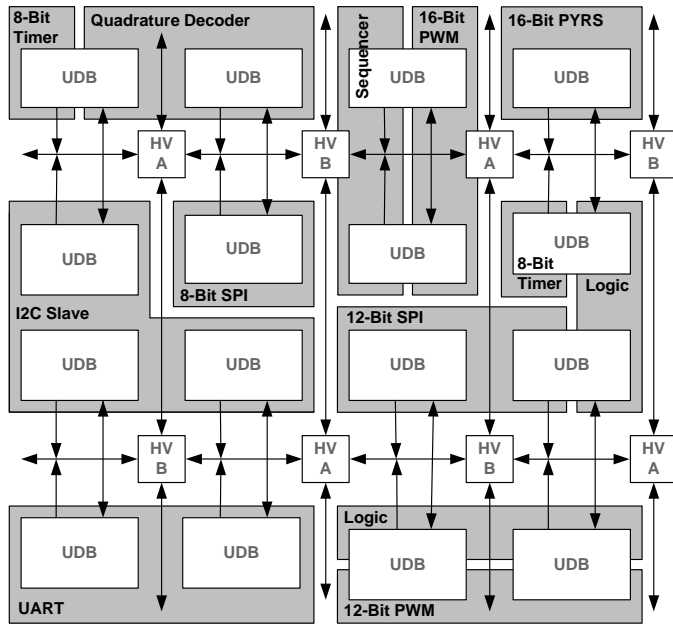 8-Bit
Timer
Quadrature Decoder
Sequencer
16-Bit
PWM
16-Bit PYRS
UDB
UDB
UDB
UDB
HV
A
HV
B
HV
A
HV
B
UDB
UDB
UDB
UDB
8-Bit
Timer
8-Bit SPI
Logic
I2C Slave
12-Bit SPI
UDB
UDB
UDB
UDB
HV
B
HV
A
HV
B
HV
A
Logic
UDB
UDB
UDB
UDB
UART
12-Bit PWM